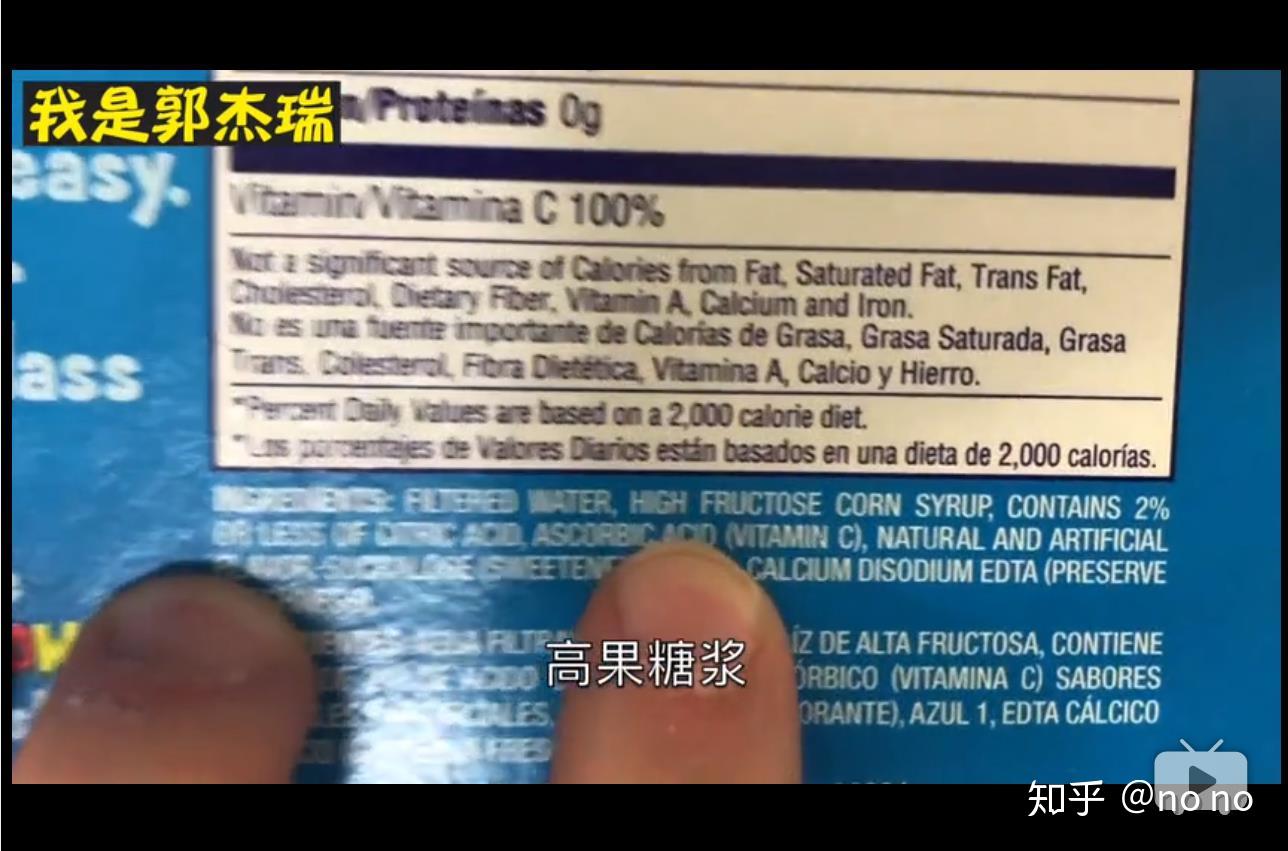 我是郭杰瑞
n/Proteínas 0g
easy.
Vitamin/Vitamina C 100%
Not a significant source of Calories from Fat, Saturated Fat, Trans Fat,
Cholesterol, Dietary Fiber, Vitamin A, Calcium and Iron.
No es una fuente importante de Calorías de Grasa, Grasa Saturada, Grasa
Trans, Colesterol, Fibra Dietética, Vitamina A, Calcio y Hierro.
ass
*Percent Daily Values are based on a 2,000 calorie diet.
*Los porcentajes de Valores Diarios están basados en una dieta de 2,000 calorías.
INGREDIENTS: FILTERED WATER, HIGH FRUCTOSE CORN SYRUP, CONTAINS 2%
OR LESS OF CITRIC ACID, ASCORBIC ACID (VITAMIN C), NATURAL AND ARTIFICIAL
SUCRALOSE (SWEETENE CALCIUM DISODIUM EDTA (PRESERVE
AGUA FILTR ÍZ DE ALTA FRUCTOSA, CONTIENE
ÓRBICO (VITAMINA C) SABORES
ORANTE), AZUL 1, EDTA CÁLCICO
高果糖浆
知乎 @no no